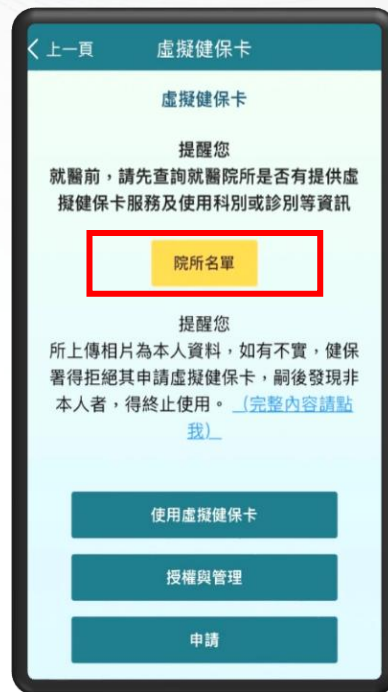 上一頁 虛擬健保卡
虛擬健保卡
提醒您
就醫前，請先查詢就醫院所是否有提供虛
擬健保卡服務及使用科別或診別等資訊
院所名單
提醒您
所上傳相片為本人資料，如有不實，健保
署得拒絕其申請虛擬健保卡，嗣後發現非
本人者，得終止使用。 （完整內容請點
我）
使用虛擬健保卡
授權與管理
申請